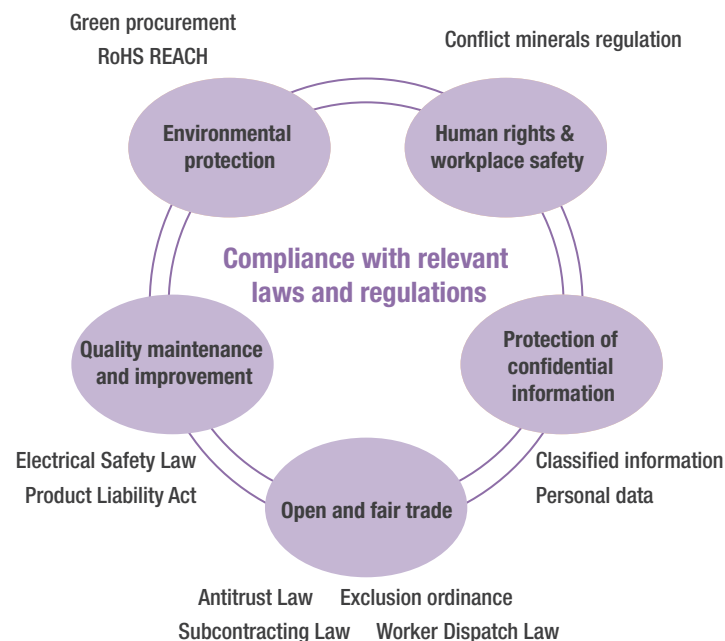 Green procurement
RoHS REACH
Conflict minerals regulation
Environmental
protection
Human rights &
workplace safety
Compliance with relevant
laws and regulations
Quality maintenance
and improvement
Protection of
confidential
information
Electrical Safety Law
Product Liability Act
Classified information
Personal data
Open and fair trade
Antitrust Law Exclusion ordinance
Subcontracting Law Worker Dispatch Law